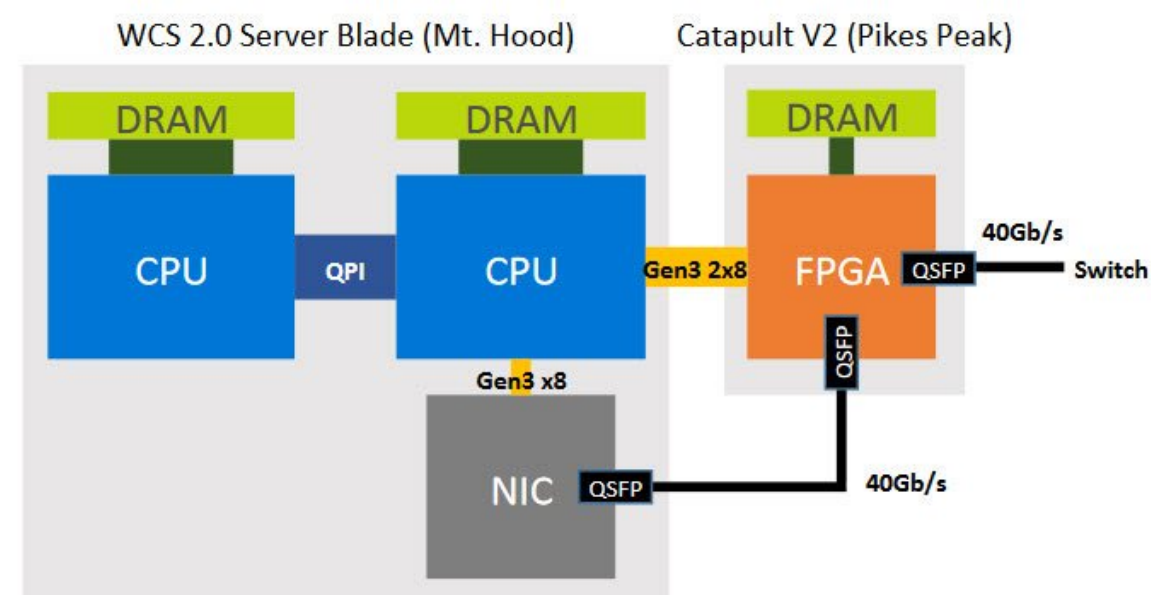 WCS 2.0 Server Blade (Mt. Hood)
Catapult V2 (Pikes Peak)
DRAM
DRAM
DRAM
CPU
QPI
CPU
Gen3 2x8
FPGA
QSFP
40Gb/s
Switch
QSFP
Gen3 x8
NIC
QSFP
40Gb/s